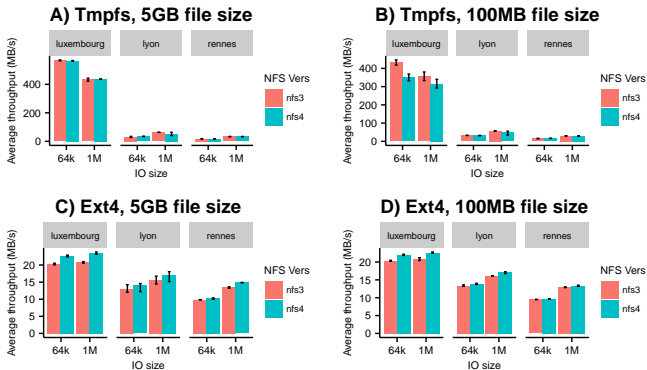 A) Tmpfs, 5GB file size
luxembourg lyon rennes
Average throughput (MB/s)
400
200
0
64k 1M 64k 1M 64k 1M
IO size
NFS Vers
nfs3
nfs4
B) Tmpfs, 100MB file size
luxembourg lyon rennes
Average throughput (MB/s)
400
300
200
100
0
64k 1M 64k 1M 64k 1M
IO size
NFS Vers
nfs3
nfs4
C) Ext4, 5GB file size
luxembourg lyon rennes
Average throughput (MB/s)
20
15
10
5
0
64k 1M 64k 1M 64k 1M
IO size
NFS Vers
nfs3
nfs4
D) Ext4, 100MB file size
luxembourg lyon rennes
Average throughput (MB/s)
20
15
10
5
0
64k 1M 64k 1M 64k 1M
IO size
NFS Vers
nfs3
nfs4